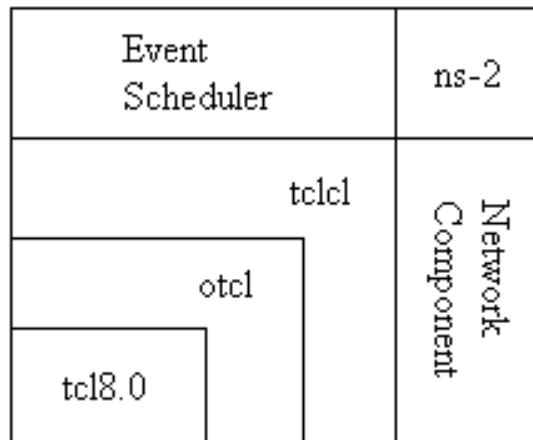 Event
Scheduler
ns-2
tclcl
Network
Component
otcl
tcl8.0